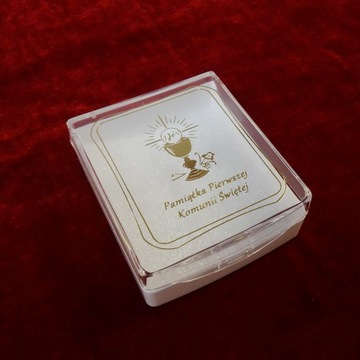 Pamiątka Pierwszej
Komunii Świętej